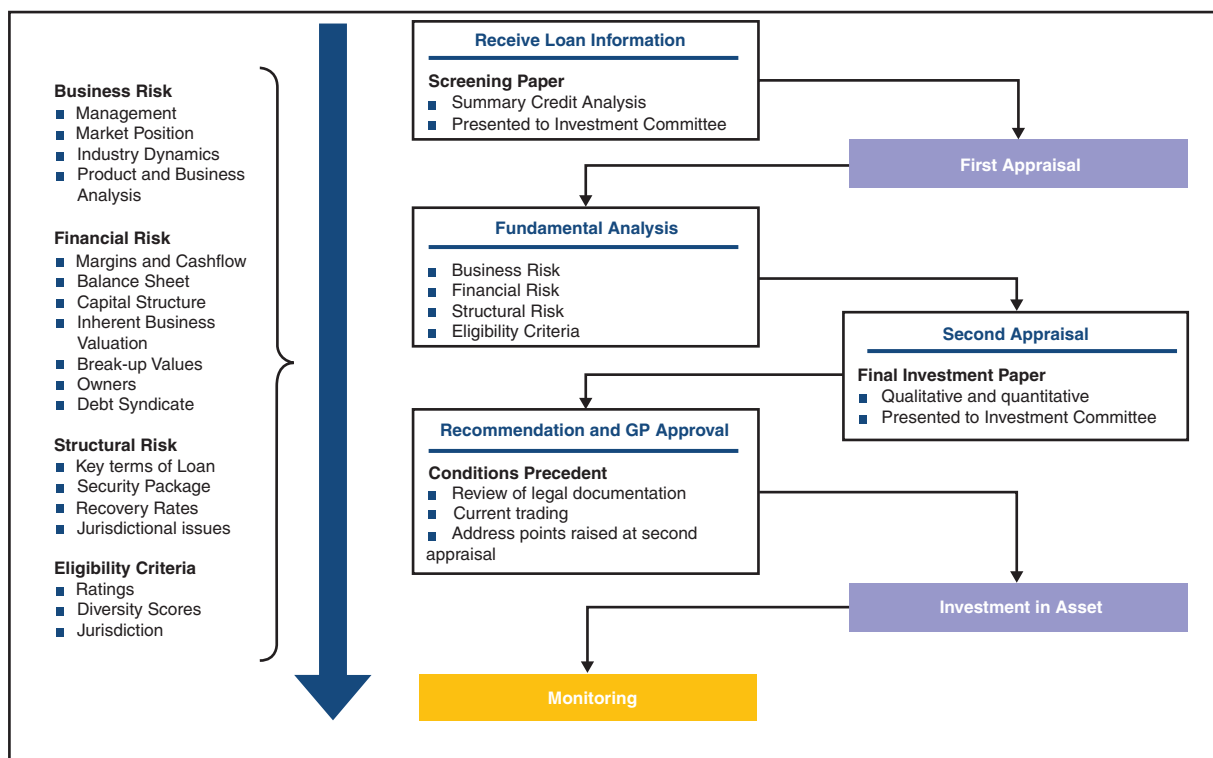 Business Risk
Management
Market Position
Industry Dynamics
Product and Business
Analysis
Financial Risk
Margins and Cashflow
Balance Sheet
Capital Structure
Inherent Business
Valuation
Break-up Values
Owners
Debt Syndicate
Structural Risk
Key terms of Loan
Security Package
Recovery Rates
Jurisdictional issues
Eligibility Criteria
Ratings
Diversity Scores
Jurisdiction
Receive Loan Information
Screening Paper
Summary Credit Analysis
Presented to Investment Committee
First Appraisal
Fundamental Analysis
Business Risk
Financial Risk
Structural Risk
Eligibility Criteria
Second Appraisal
Final Investment Paper
Qualitative and quantitative
Presented to Investment Committee
Recommendation and GP Approval
Conditions Precedent
Review of legal documentation
Current trading
Address points raised at second
appraisal
Investment in Asset
Monitoring